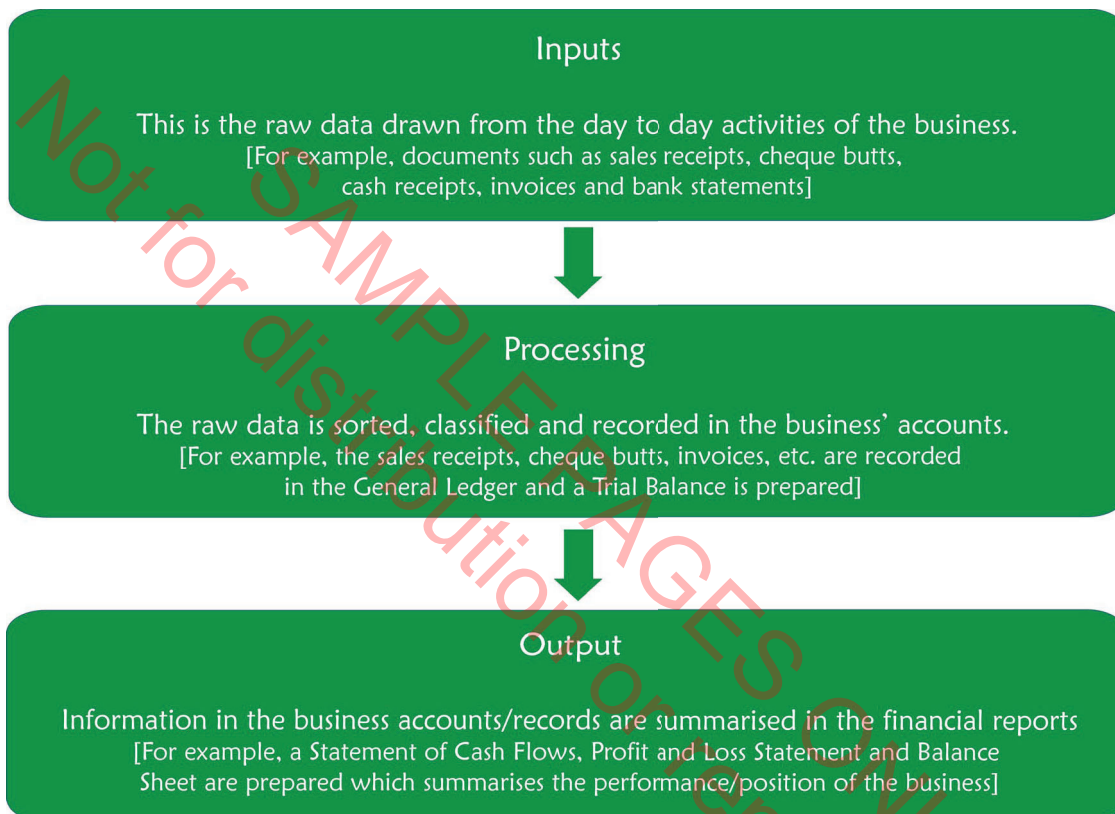 Inputs
This is the raw data drawn from the day to day activities of the business.
[For example, documents such as sales receipts, cheque butts,
cash receipts, invoices and bank statements]
Processing
The raw data is sorted, classified and recorded in the business' accounts.
[For example, the sales receipts, cheque butts, invoices, etc. are recorded
in the General Ledger and a Trial Balance is prepared]
Output
Information in the business accounts/records are summarised in the financial reports
[For example, a Statement of Cash Flows, Profit and Loss Statement and Balance
Sheet are prepared which summarises the performance/position of the business]
SAMPLE PAGES
Not for distribution or